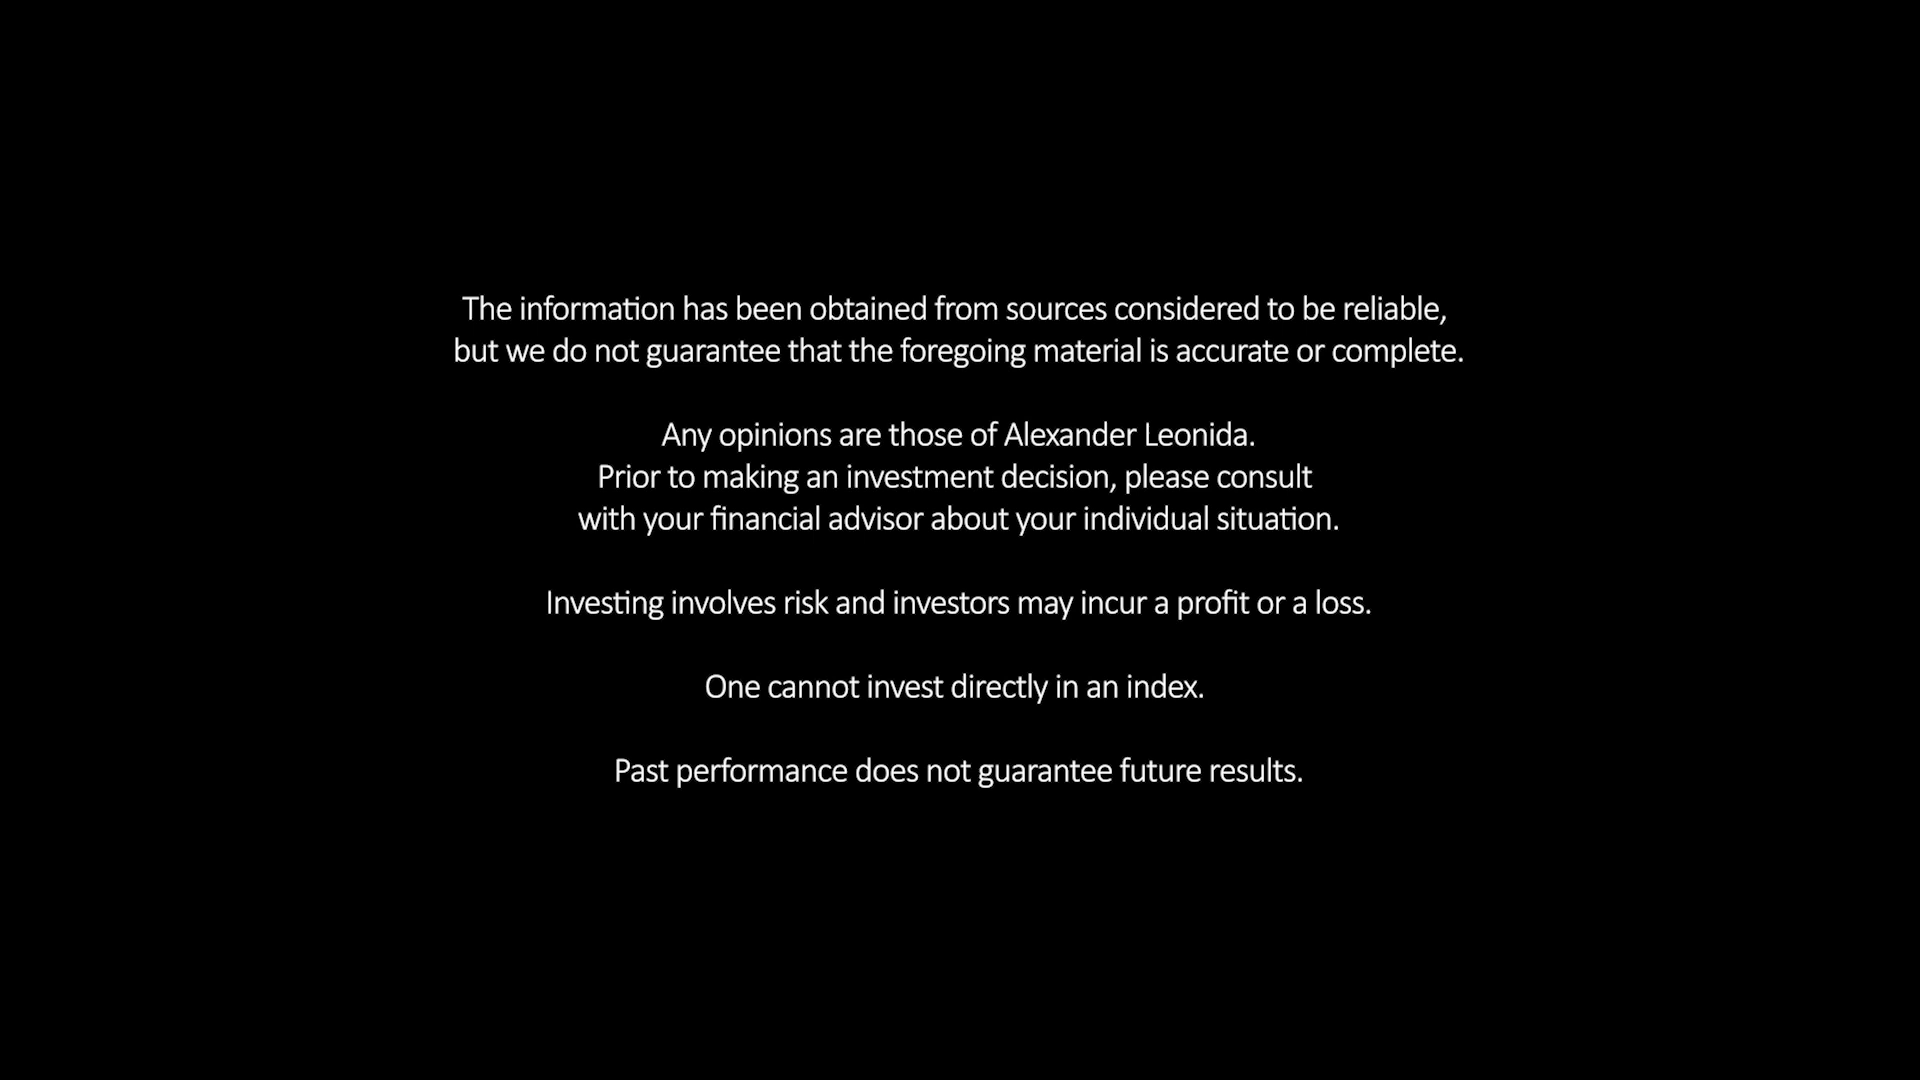 The information has been obtained from sources considered to be reliable,
but we do not guarantee that the foregoing material is accurate or complete.
Any opinions are those of Alexander Leonida.
Prior to making an investment decision, please consult
with your financial advisor about your individual situation.
Investing involves risk and investors may incur a profit or a loss.
One cannot invest directly in an index.
Past performance does not guarantee future results.